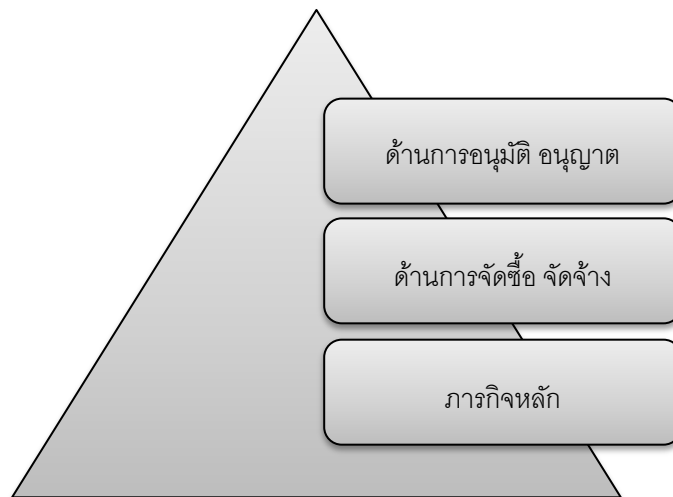 ด้านการอนุมัติ อนุญาต
ด้านการจัดซื้อ จัดจ้าง
ภารกิจหลัก